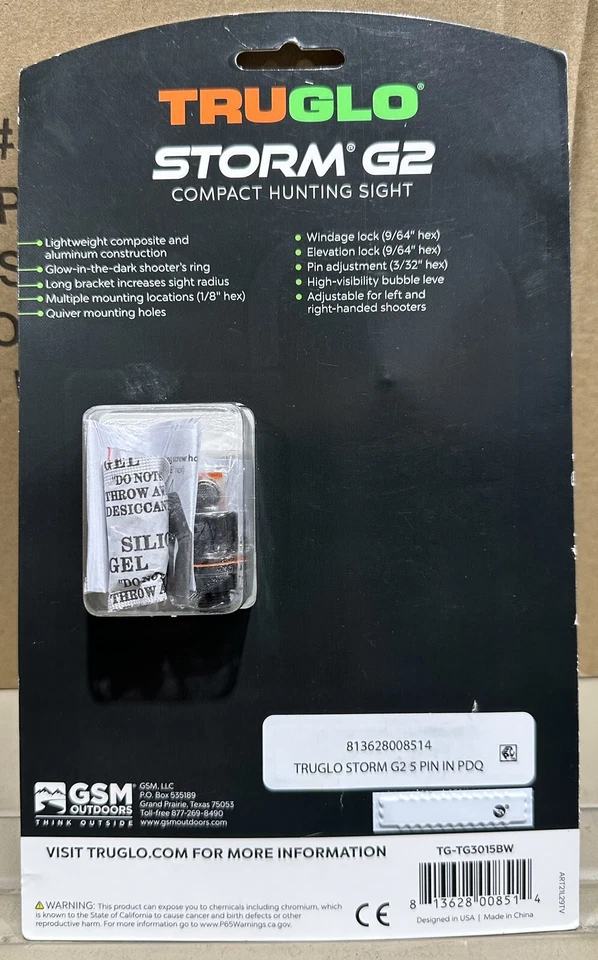 TRUGLO®
STORM® G2
COMPACT HUNTING SIGHT
Lightweight composite and
aluminum construction
Glow-in-the-dark shooter's ring
Long bracket increases sight radius
Multiple mounting locations (1/8" hex)
Quiver mounting holes
Windage lock (9/64" hex)
Elevation lock (9/64" hex)
Pin adjustment (3/32" hex)
High-visibility bubble leve
Adjustable for left and
right-handed shooters
GEL
"DO NOT
THROW A
DESICCAN
SILI
GEL
"DO NO
THROW A
813628008514
TRUGLO STORM G2 5 PIN IN PDQ
GSM®
OUTDOORS
THINK OUTSIDE
GSM, LLC
P.O. Box 535189
Grand Prairie, Texas 75053
Toll-free 877-269-8490
www.gsmoutdoors.com
VISIT TRUGLO.COM FOR MORE INFORMATION
TG-TG3015BW
8 13628 00851 4
Designed in USA | Made in China
ART21L29TV
⚠WARNING: This product can expose you to chemicals including chromium, which
is known to the State of California to cause cancer and birth defects or other
reproductive harm. For more information go to www.P65Warnings.ca.gov.
CE